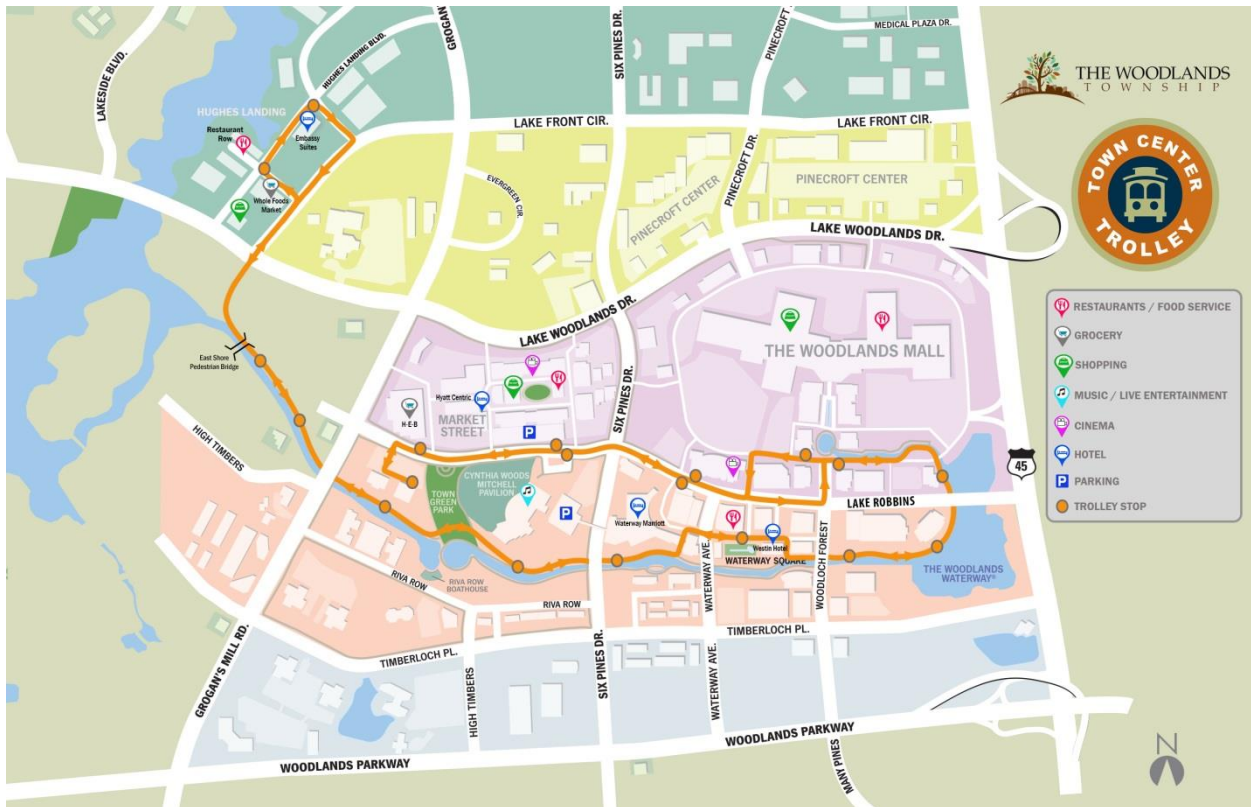 LAKESIDE BLVD.
HUGHES LANDING BLVD.
GROGAN
SIX PINES DR.
PINECROFT DR.
MEDICAL PLAZA DR.
THE WOODLANDS
TOWNSHIP
HUGHES LANDING
Restaurant
Row
Embassy
Suites
Whole Foods
Market
LAKE FRONT CIR.
LAKE FRONT CIR.
TOWN CENTER
TROLLEY
EVERGREEN CIR.
PINECROFT CENTER
PINECROFT DR.
PINECROFT CENTER
LAKE WOODLANDS DR.
LAKE WOODLANDS DR.
RESTAURANTS / FOOD SERVICE
GROCERY
SHOPPING
MUSIC / LIVE ENTERTAINMENT
CINEMA
HOTEL
P PARKING
TROLLEY STOP
East Shore
Pedestrian Bridge
THE WOODLANDS MALL
Hyatt Centric
H-E-B
MARKET
STREET
P
SIX PINES DR.
HIGH TIMBERS
CYNTHIA WOODS
MITCHELL
PAVILION
TOWN
GREEN
PARK
P
Waterway Marriott
45
LAKE ROBBINS
Westin Hotel
WATERWAY SQUARE
WATERWAY AVE.
WOODLOCH FOREST
THE WOODLANDS
WATERWAY®
RIVA ROW
RIVA ROW
BOATHOUSE
RIVA ROW
TIMBERLOCH PL.
TIMBERLOCH PL.
GROGAN'S MILL RD.
HIGH TIMBERS
SIX PINES DR.
WATERWAY AVE.
WOODLANDS PARKWAY
WOODLANDS PARKWAY
MANY PINES
N